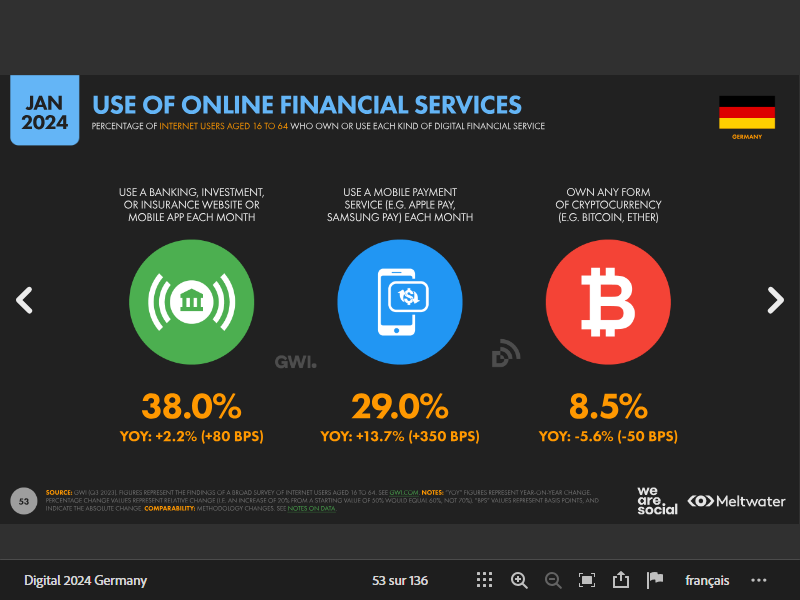 JAN
2024
USE OF ONLINE FINANCIAL SERVICES
PERCENTAGE OF INTERNET USERS AGED 16 TO 64 WHO OWN OR USE EACH KIND OF DIGITAL FINANCIAL SERVICE
GERMANY
USE A BANKING, INVESTMENT,
OR INSURANCE WEBSITE OR
MOBILE APP EACH MONTH
USE A MOBILE PAYMENT
SERVICE (E.G. APPLE PAY,
SAMSUNG PAY) EACH MONTH
OWN ANY FORM
OF CRYPTOCURRENCY
(E.G. BITCOIN, ETHER)
GWI.
38.0%
YOY: +2.2% (+80 BPS)
29.0%
YOY: +13.7% (+350 BPS)
8.5%
YOY: -5.6% (-50 BPS)
53
SOURCE: GWI (Q3 2023). FIGURES REPRESENT THE FINDINGS OF A BROAD SURVEY OF INTERNET USERS AGED 16 TO 64. SEE GWI.COM. NOTES: "YOY" FIGURES REPRESENT YEAR-ON-YEAR CHANGE.
PERCENTAGE CHANGE VALUES REPRESENT RELATIVE CHANGE (I.E. AN INCREASE OF 20% FROM A STARTING VALUE OF 50% WOULD EQUAL 60%, NOT 70%). "BPS" VALUES REPRESENT BASIS POINTS, AND
INDICATE THE ABSOLUTE CHANGE. COMPARABILITY: METHODOLOGY CHANGES. SEE NOTES ON DATA.
we
are.
social
Meltwater
Digital 2024 Germany
53 sur 136
français